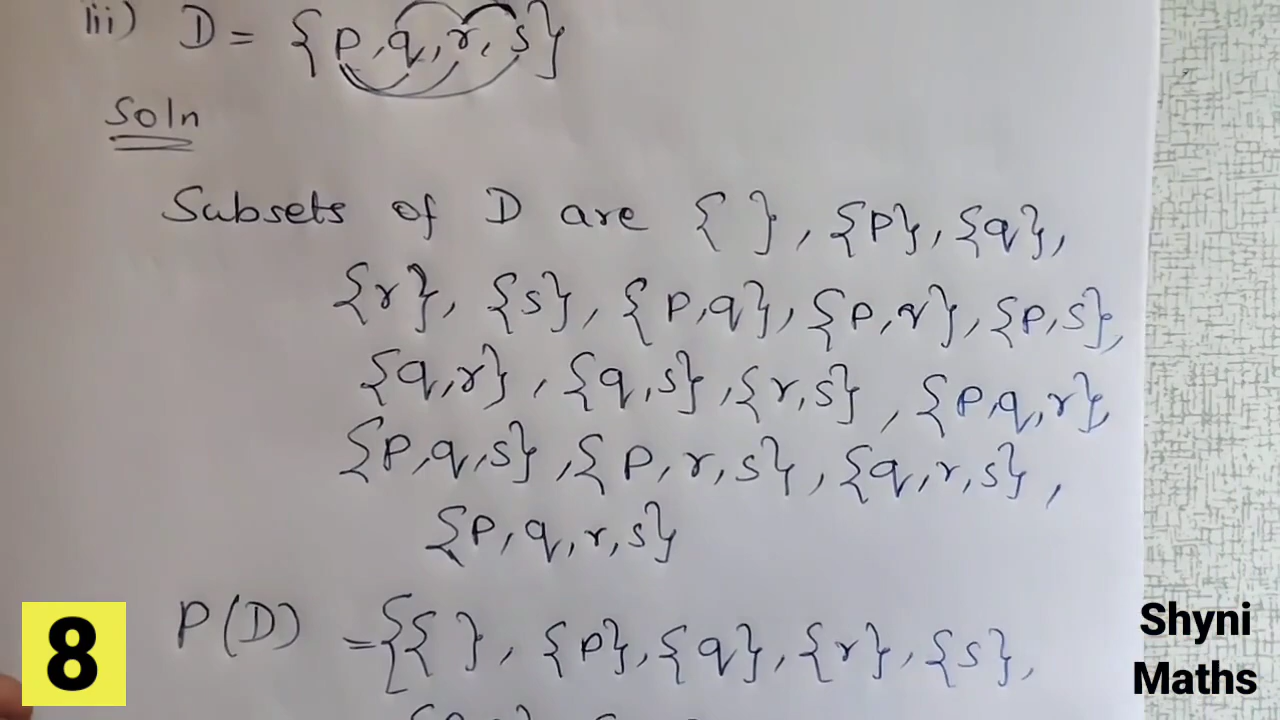 iii) D = {p, q, r, s}
Soln
Subsets of D are { }, {p}, {q},
{r}, {s}, {p,q}, {p,r}, {p,s},
{q,r}, {q,s}, {r,s}, {p,q,r},
{p,q,s}, {p,r,s}, {q,r,s},
{p,q,r,s}
P(D) = {{ }, {p}, {q}, {r}, {s},
8
Shyni
Maths